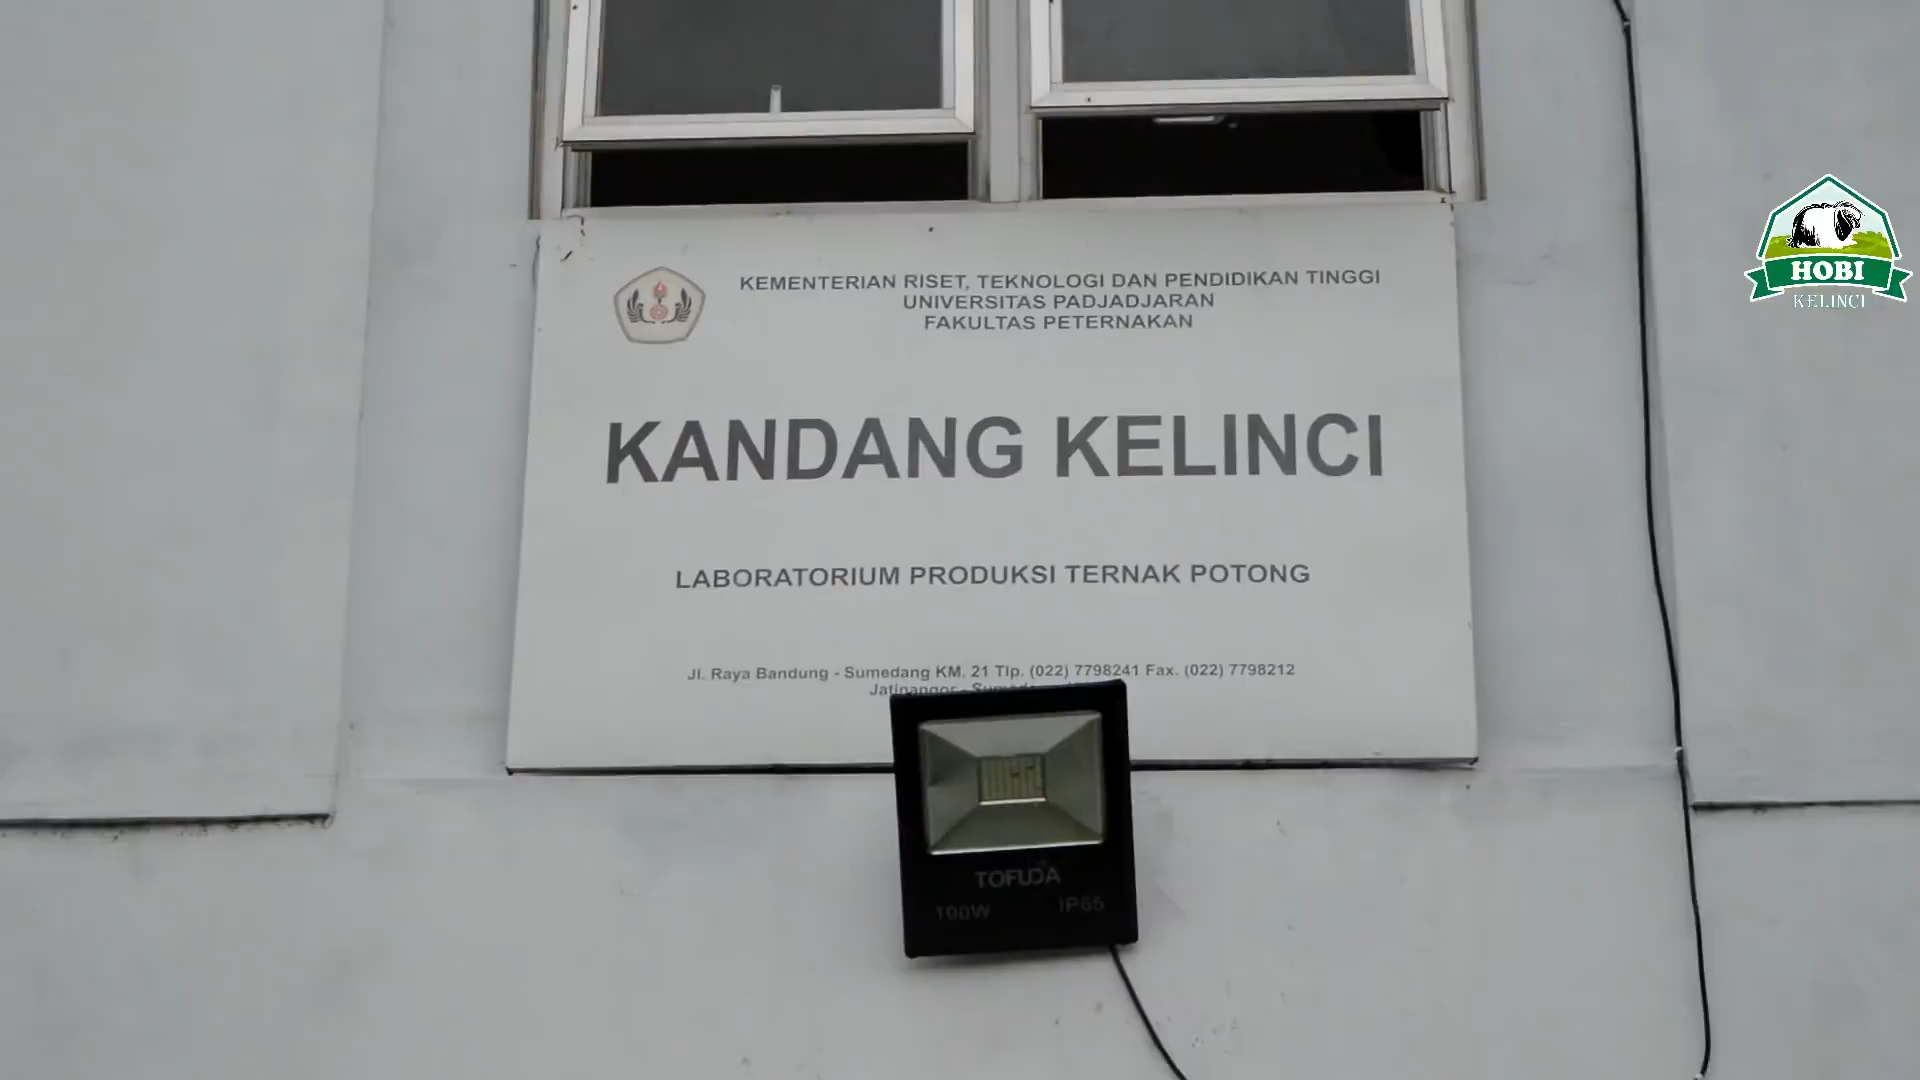 KEMENTERIAN RISET, TEKNOLOGI DAN PENDIDIKAN TINGGI
UNIVERSITAS PADJADJARAN
FAKULTAS PETERNAKAN
KANDANG KELINCI
LABORATORIUM PRODUKSI TERNAK POTONG
Jl. Raya Bandung - Sumedang KM. 21 Tlp. (022) 7798241 Fax. (022) 7798212
Jatinangor -
TOFUDA
100W IP65
HOBI
KELINCI